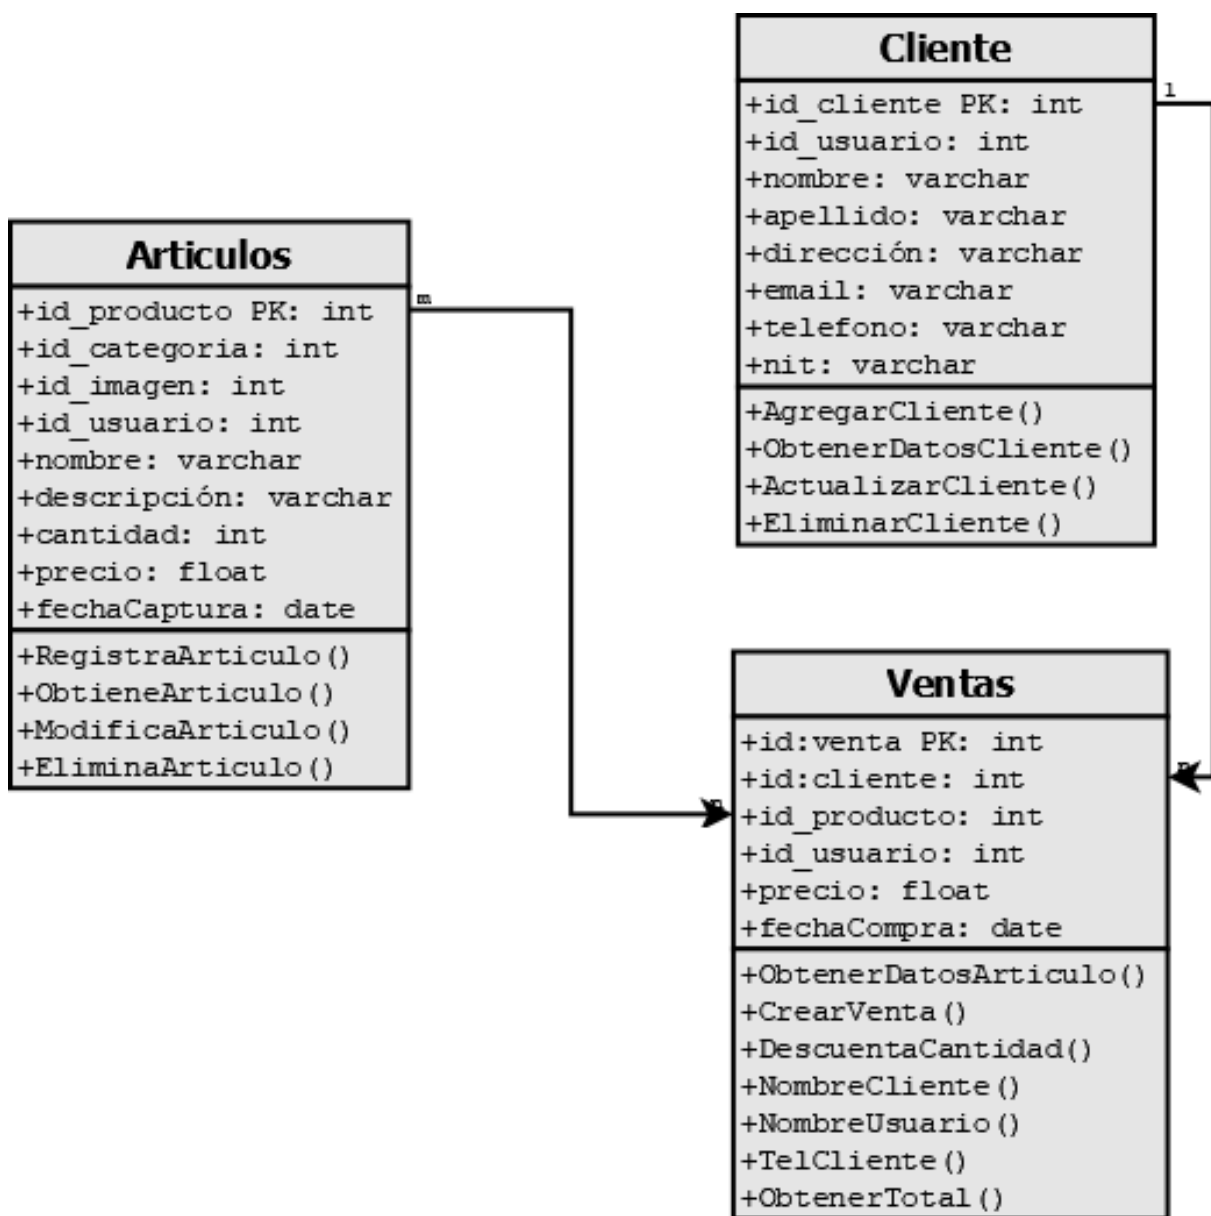 Cliente
+id_cliente PK: int
+id_usuario: int
+nombre: varchar
+apellido: varchar
+dirección: varchar
+email: varchar
+telefono: varchar
+nit: varchar
+AgregarCliente()
+ObtenerDatosCliente()
+ActualizarCliente()
+EliminarCliente()
1
Articulos
+id_producto PK: int
+id_categoria: int
+id_imagen: int
+id_usuario: int
+nombre: varchar
+descripción: varchar
+cantidad: int
+precio: float
+fechaCaptura: date
+RegistraArticulo()
+ObtieneArticulo()
+ModificaArticulo()
+EliminaArticulo()
m
Ventas
+id:venta PK: int
+id:cliente: int
+id_producto: int
+id_usuario: int
+precio: float
+fechaCompra: date
+ObtenerDatosArticulo()
+CrearVenta()
+DescuentaCantidad()
+NombreCliente()
+NombreUsuario()
+TelCliente()
+ObtenerTotal()